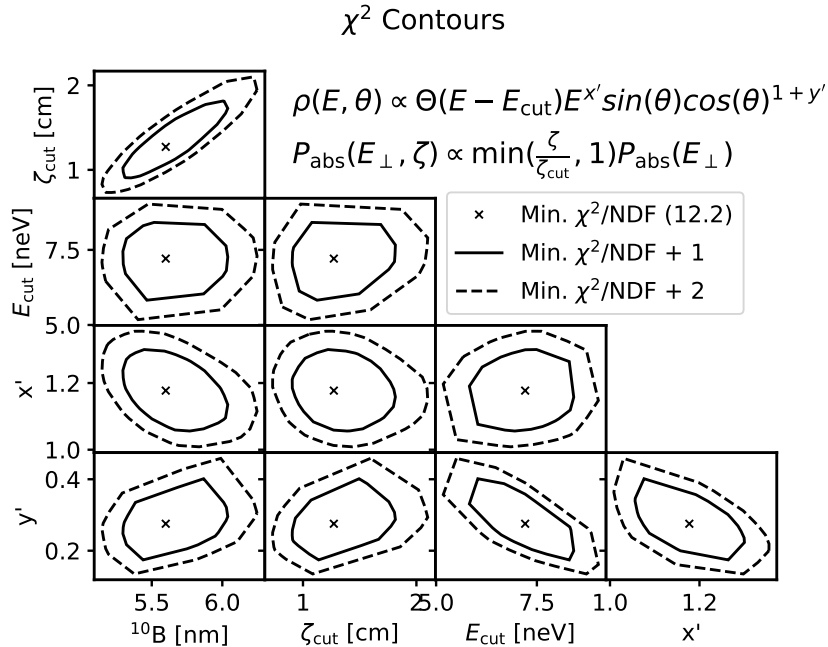 χ² Contours
ρ(E, θ) ∝ Θ(E − E_cut)E^x′ sin(θ)cos(θ)^1 + y′
P_abs(E_⊥, ζ) ∝ min(ζ/ζ_cut, 1)P_abs(E_⊥)
× Min. χ²/NDF (12.2)
Min. χ²/NDF + 1
Min. χ²/NDF + 2
ζ_cut [cm]
2
1
E_cut [neV]
7.5
5.0
x'
1.2
1.0
y'
0.4
0.2
5.5 6.0 1 2 5.0 7.5 1.0 1.2
¹⁰B [nm] ζ_cut [cm] E_cut [neV] x'